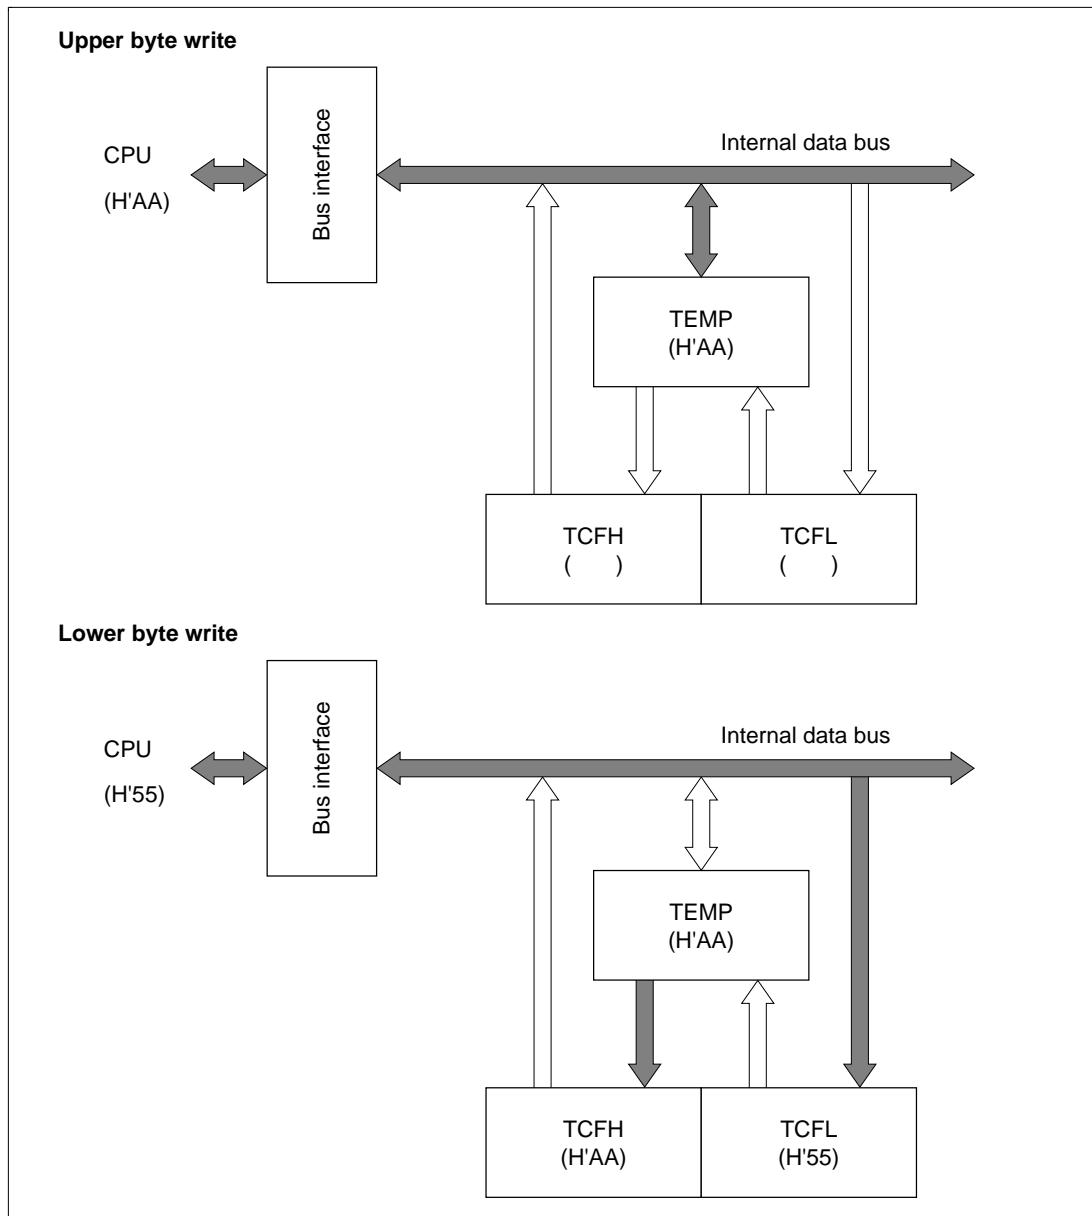 Upper byte write
Internal data bus
CPU
(H'AA)
Bus interface
TEMP
(H'AA)
TCFH
(    )
TCFL
(    )
Lower byte write
Internal data bus
CPU
(H'55)
Bus interface
TEMP
(H'AA)
TCFH
(H'AA)
TCFL
(H'55)